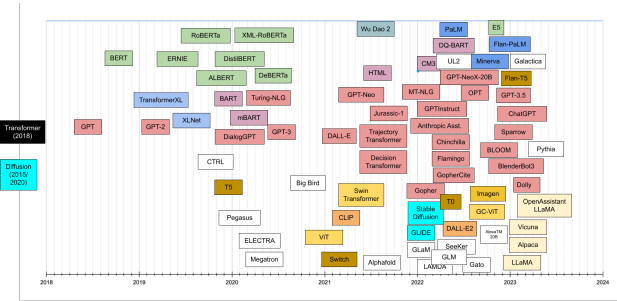 RoBERTa
XML-RoBERTa
Wu Dao 2
PaLM
E5
BERT
ERNIE
DistilBERT
DQ-BART
Flan-PaLM
ALBERT
DeBERTa
HTML
CM3
UL2
Minerva
Galactica
GPT-NeoX-20B
Flan-T5
TransformerXL
BART
Turing-NLG
GPT-Neo
MT-NLG
OPT
GPT-3.5
XLNet
mBART
Jurassic-1
GPTInstruct
ChatGPT
Transformer
(2018)
GPT
GPT-2
DialogGPT
GPT-3
DALL-E
Trajectory
Transformer
Anthropic Asst.
Sparrow
Chinchilla
BLOOM
Pythia
CTRL
Decision
Transformer
Flamingo
BlenderBot3
GopherCite
Diffusion
(2015/
2020)
T5
Big Bird
Swin
Transformer
Gopher
T0
Imagen
Dolly
OpenAssistant
LLaMA
Pegasus
CLIP
Stable
Diffusion
GC-ViT
ViT
GLIDE
DALL-E2
AlexaTM
20B
Vicuna
ELECTRA
SeeKer
Alpaca
GLaM
GLM
Megatron
Switch
Alphafold
LAMDA
Gato
LLaMA
2018
2019
2020
2021
2022
2023
2024